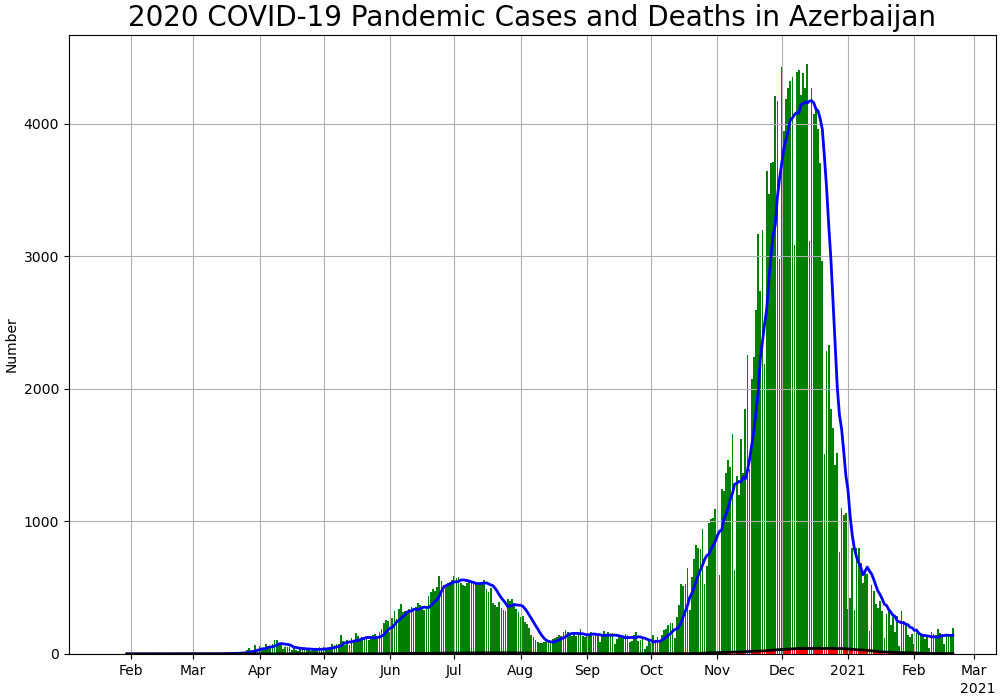 2020 COVID-19 Pandemic Cases and Deaths in Azerbaijan
Number
4000
3000
2000
1000
0
Feb Mar Apr May Jun Jul Aug Sep Oct Nov Dec 2021 Feb Mar
2021